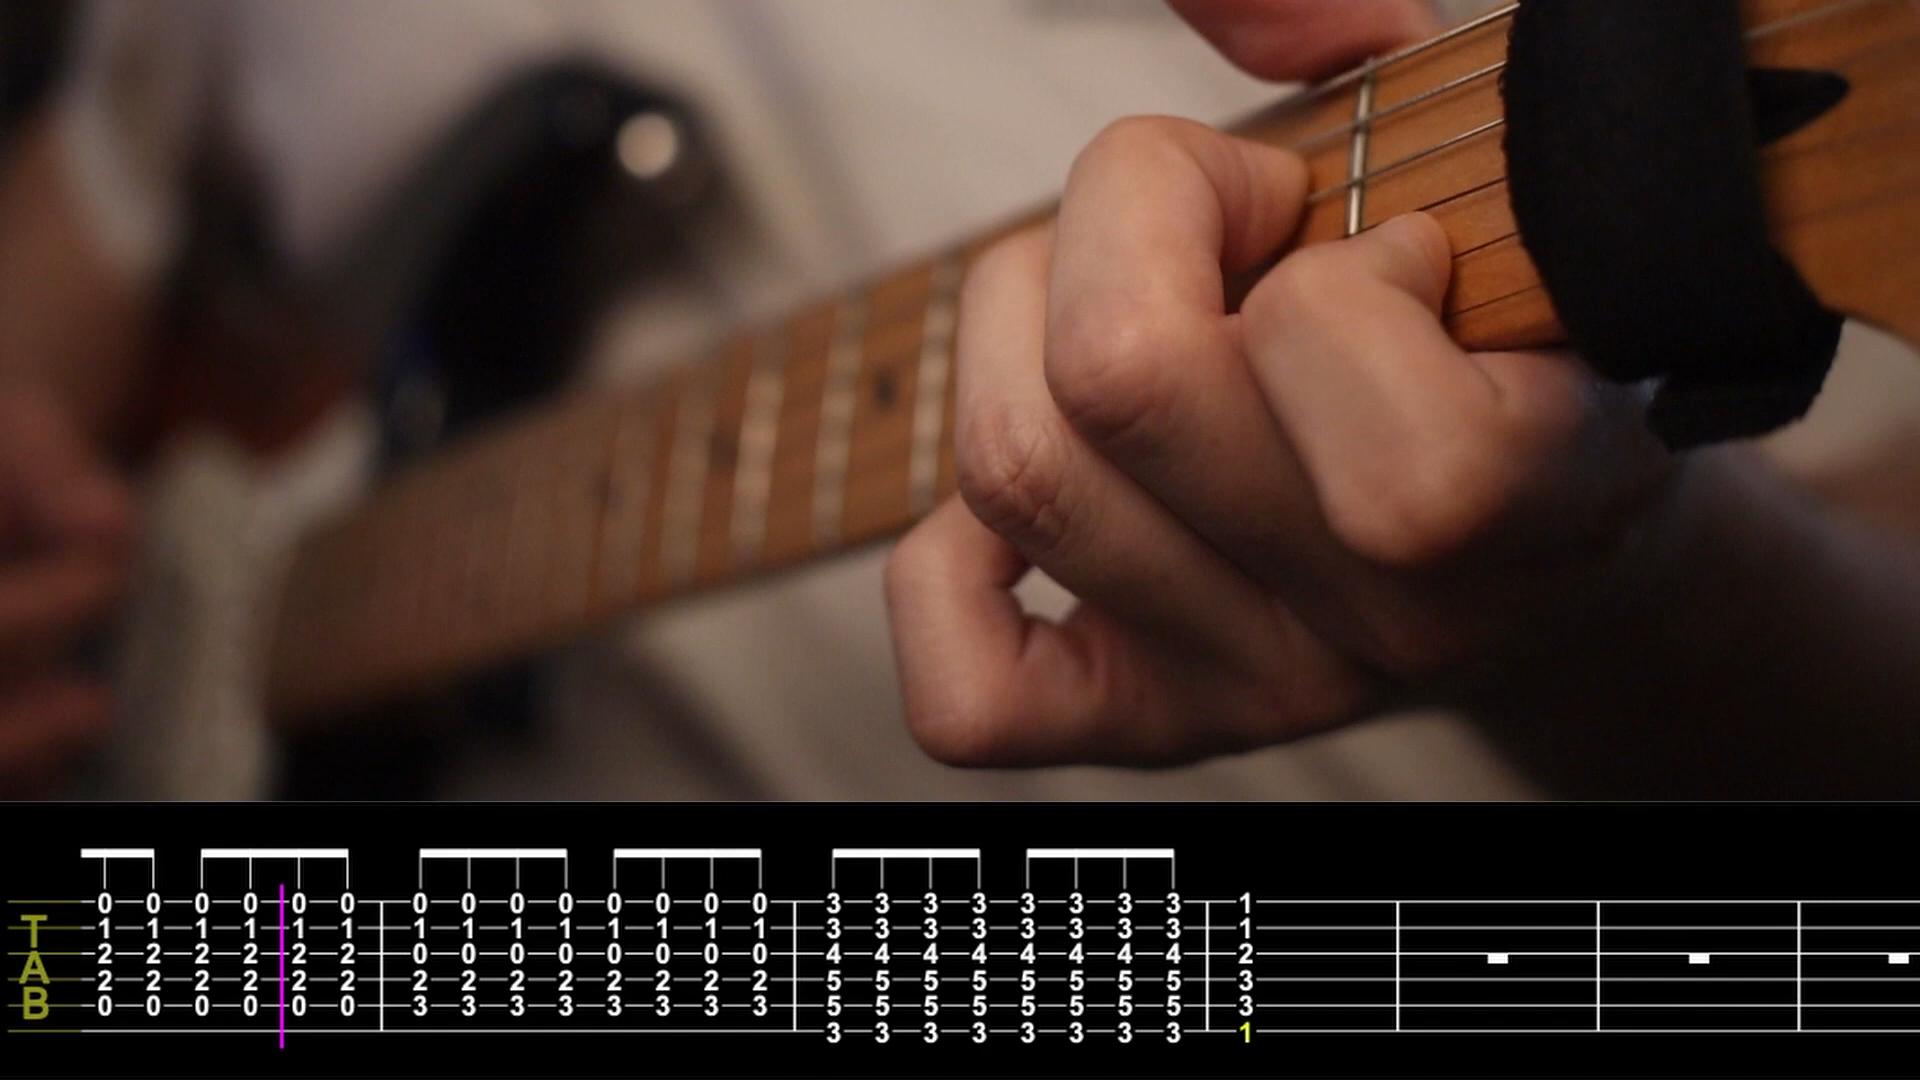 0 0 0 0 0 0 0 0 0 0 0 0 0 0 3 3 3 3 3 3 3 3 1
T 1 1 1 1 1 1 1 1 1 1 1 1 1 1 3 3 3 3 3 3 3 3 1
A 2 2 2 2 2 2 0 0 0 0 0 0 0 0 4 4 4 4 4 4 4 4 2
2 2 2 2 2 2 2 2 2 2 2 2 2 2 5 5 5 5 5 5 5 5 3
B 0 0 0 0 0 0 3 3 3 3 3 3 3 3 5 5 5 5 5 5 5 5 3
3 3 3 3 3 3 3 3 1